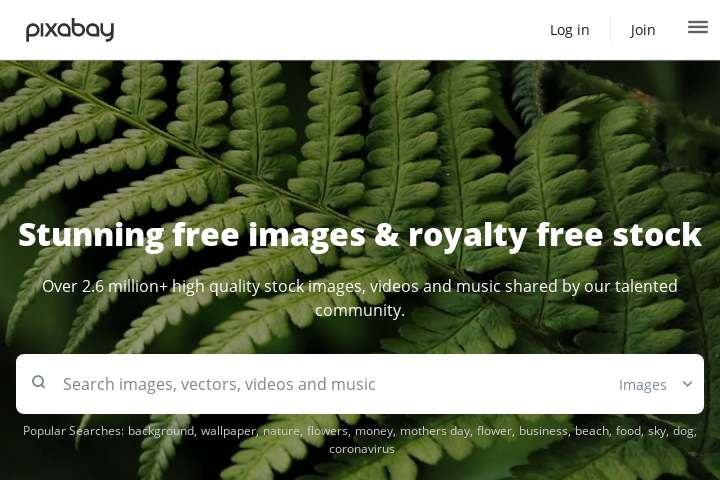 pixabay
Log in
Join
Stunning free images & royalty free stock
Over 2.6 million+ high quality stock images, videos and music shared by our talented
community.
Search images, vectors, videos and music
Images
Popular Searches: background, wallpaper, nature, flowers, money, mothers day, flower, business, beach, food, sky, dog,
coronavirus